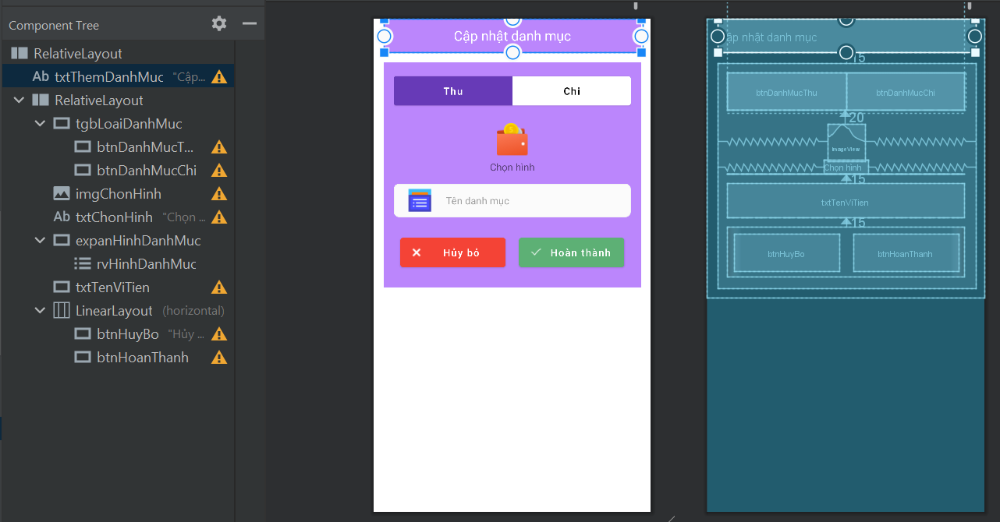 Component Tree
RelativeLayout
Ab txtThemDanhMuc "Cập...
RelativeLayout
tgbLoaiDanhMuc
btnDanhMucT...
btnDanhMucChi
imgChonHinh
Ab txtChonHinh "Chọn ...
expanHinhDanhMuc
rvHinhDanhMuc
txtTenViTien
LinearLayout (horizontal)
btnHuyBo "Hủy ...
btnHoanThanh
Cập nhật danh mục
Thu Chi
Chọn hình
Tên danh mục
Hủy bỏ Hoàn thành
ập nhật danh mục
15
btnDanhMucThu btnDanhMucChi
20
ImageView
Chọn hình
15
txtTenViTien
15
btnHuyBo btnHoanThanh